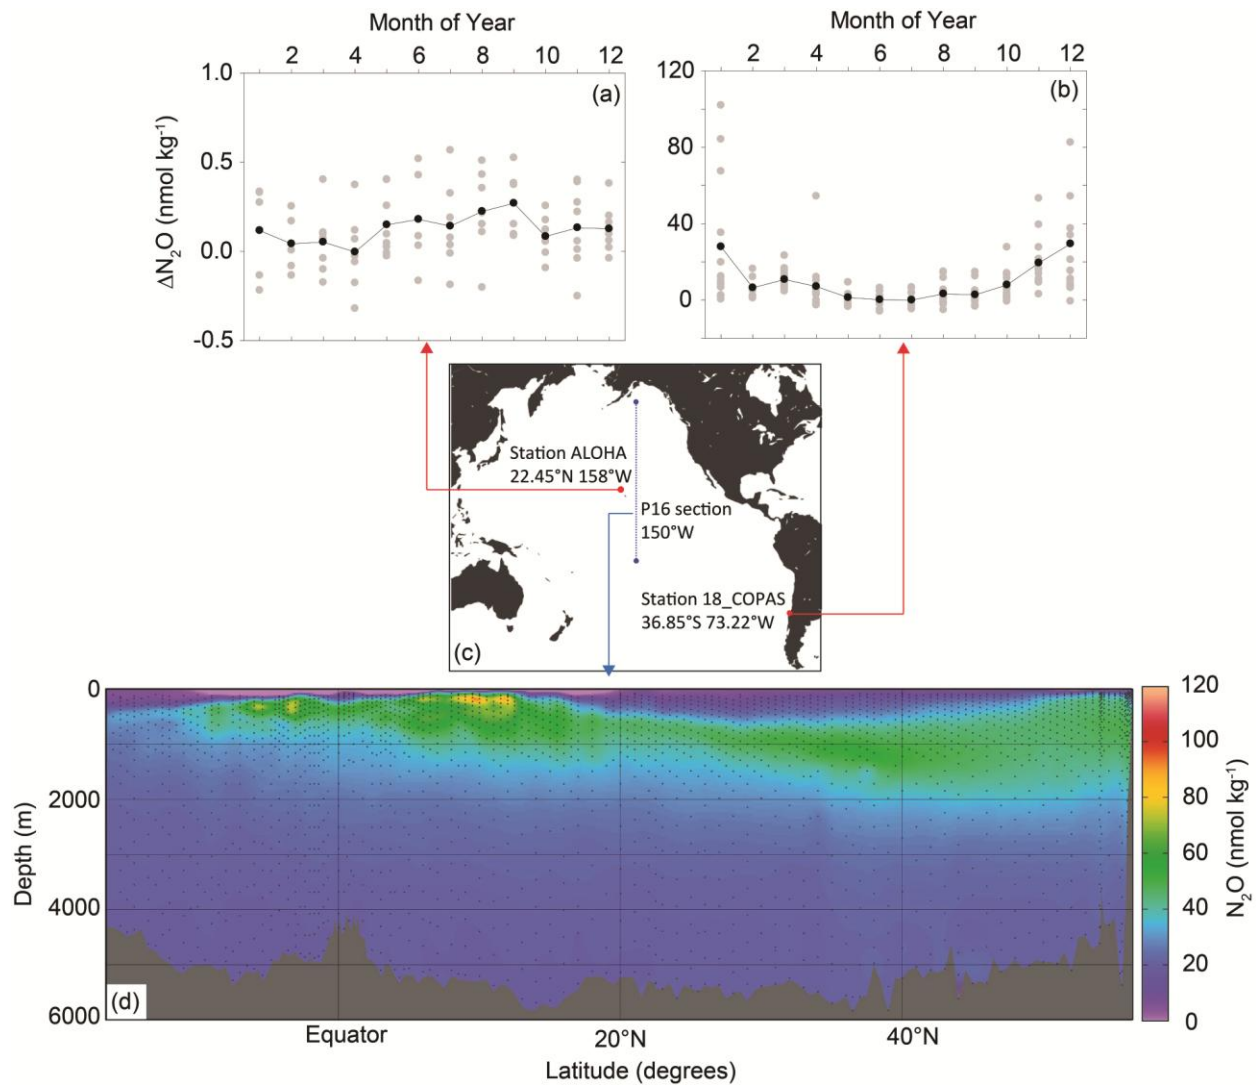 Month of Year
2 4 6 8 10 12
(a)
1.0
0.5
0.0
-0.5
ΔN₂O (nmol kg⁻¹)
Month of Year
2 4 6 8 10 12
(b)
120
80
40
0
Station ALOHA
22.45°N 158°W
P16 section
150°W
Station 18_COPAS
36.85°S 73.22°W
(c)
0
2000
4000
6000
Depth (m)
(d)
Equator 20°N 40°N
Latitude (degrees)
120
100
80
60
40
20
0
N₂O (nmol kg⁻¹)